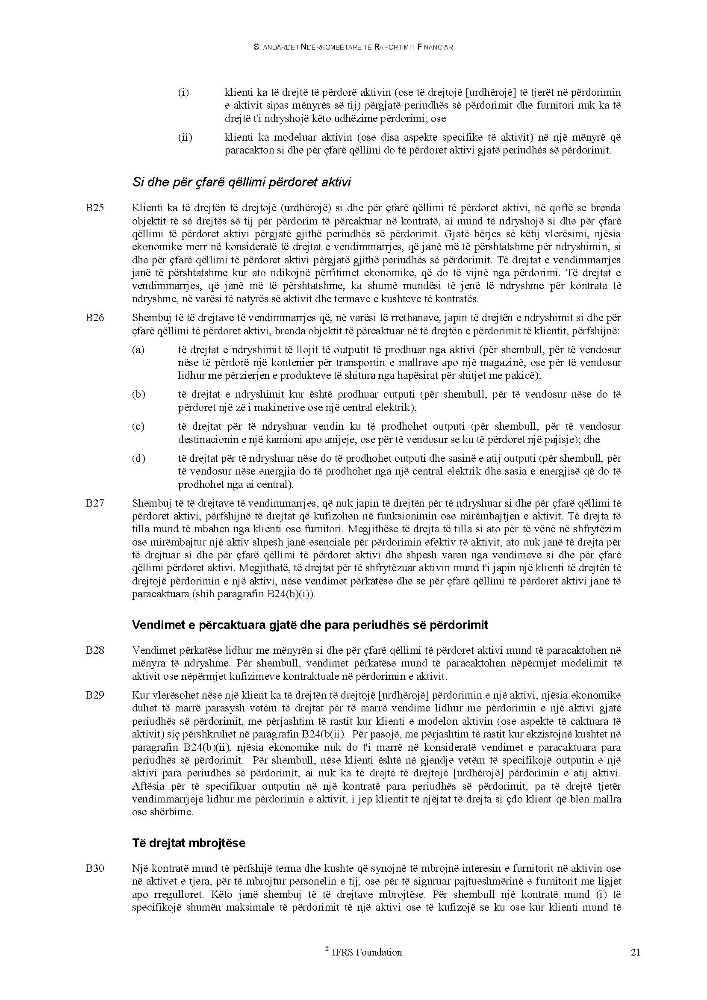 STANDARDET NDËRKOMBËTARE TË RAPORTIMIT FINANCIAR
(i) klienti ka të drejtë të përdorë aktivin (ose të drejtojë [urdhërojë] të tjerët në përdorimin
e aktivit sipas mënyrës së tij) përgjatë periudhës së përdorimit dhe furnitori nuk ka të
drejtë t'i ndryshojë këto udhëzime përdorimi; ose
(ii) klienti ka modeluar aktivin (ose disa aspekte specifike të aktivit) në një mënyrë që
paracakton si dhe për çfarë qëllimi do të përdoret aktivi gjatë periudhës së përdorimit.
Si dhe për çfarë qëllimi përdoret aktivi
B25 Klienti ka të drejtën të drejtojë (urdhërojë) si dhe për çfarë qëllimi të përdoret aktivi, në qoftë se brenda
objektit të së drejtës së tij për përdorim të përcaktuar në kontratë, ai mund të ndryshojë si dhe për çfarë
qëllimi të përdoret aktivi përgjatë gjithë periudhës së përdorimit. Gjatë bërjes së këtij vlerësimi, njësia
ekonomike merr në konsideratë të drejtat e vendimmarrjes, që janë më të përshtatshme për ndryshimin, si
dhe për çfarë qëllimi të përdoret aktivi përgjatë gjithë periudhës së përdorimit. Të drejtat e vendimmarrjes
janë të përshtatshme kur ato ndikojnë përfitimet ekonomike, që do të vijnë nga përdorimi. Të drejtat e
vendimmarrjes, që janë më të përshtatshme, ka shumë mundësi të jenë të ndryshme për kontrata të
ndryshme, në varësi të natyrës së aktivit dhe termave e kushteve të kontratës.
B26 Shembuj të të drejtave të vendimmarrjes që, në varësi të rrethanave, japin të drejtën e ndryshimit si dhe për
çfarë qëllimi të përdoret aktivi, brenda objektit të përcaktuar në të drejtën e përdorimit të klientit, përfshijnë:
(a) të drejtat e ndryshimit të llojit të outputit të prodhuar nga aktivi (për shembull, për të vendosur
nëse të përdorë një kontenier për transportin e mallrave apo një magazinë, ose për të vendosur
lidhur me përzierjen e produkteve të shitura nga hapësirat për shitjet me pakicë);
(b) të drejtat e ndryshimit kur është prodhuar outputi (për shembull, për të vendosur nëse do të
përdoret një zë i makinerive ose një central elektrik);
(c) të drejtat për të ndryshuar vendin ku të prodhohet outputi (për shembull, për të vendosur
destinacionin e një kamioni apo anijeje, ose për të vendosur se ku të përdoret një pajisje); dhe
(d) të drejtat për të ndryshuar nëse do të prodhohet outputi dhe sasinë e atij outputi (për shembull, për
të vendosur nëse energjia do të prodhohet nga një central elektrik dhe sasia e energjisë që do të
prodhohet nga ai central).
B27 Shembuj të të drejtave të vendimmarrjes, që nuk japin të drejtën për të ndryshuar si dhe për çfarë qëllimi të
përdoret aktivi, përfshijnë të drejtat që kufizohen në funksionimin ose mirëmbajtjen e aktivit. Të drejta të
tilla mund të mbahen nga klienti ose furnitori. Megjithëse të drejta të tilla si ato për të vënë në shfrytëzim
ose mirëmbajtur një aktiv shpesh janë esenciale për përdorimin efektiv të aktivit, ato nuk janë të drejta për
të drejtuar si dhe për çfarë qëllimi të përdoret aktivi dhe shpesh varen nga vendimeve si dhe për çfarë
qëllimi përdoret aktivi. Megjithatë, të drejtat për të shfrytëzuar aktivin mund t'i japin një klienti të drejtën të
drejtojë përdorimin e një aktivi, nëse vendimet përkatëse dhe se për çfarë qëllimi të përdoret aktivi janë të
paracaktuara (shih paragrafin B24(b)(i)).
Vendimet e përcaktuara gjatë dhe para periudhës së përdorimit
B28 Vendimet përkatëse lidhur me mënyrën si dhe për çfarë qëllimi të përdoret aktivi mund të paracaktohen në
mënyra të ndryshme. Për shembull, vendimet përkatëse mund të paracaktohen nëpërmjet modelimit të
aktivit ose nëpërmjet kufizimeve kontraktuale në përdorimin e aktivit.
B29 Kur vlerësohet nëse një klient ka të drejtën të drejtojë [urdhërojë] përdorimin e një aktivi, njësia ekonomike
duhet të marrë parasysh vetëm të drejtat për të marrë vendime lidhur me përdorimin e një aktivi gjatë
periudhës së përdorimit, me përjashtim të rastit kur klienti e modelon aktivin (ose aspekte të caktuara të
aktivit) siç përshkruhet në paragrafin B24(b(ii). Për pasojë, me përjashtim të rastit kur ekzistojnë kushtet në
paragrafin B24(b)(ii), njësia ekonomike nuk do t'i marrë në konsideratë vendimet e paracaktuara para
periudhës së përdorimit. Për shembull, nëse klienti është në gjendje vetëm të specifikojë outputin e një
aktivi para periudhës së përdorimit, ai nuk ka të drejtë të drejtojë [urdhërojë] përdorimin e atij aktivi.
Aftësia për të specifikuar outputin në një kontratë para periudhës së përdorimit, pa të drejtë tjetër
vendimmarrjeje lidhur me përdorimin e aktivit, i jep klientit të njëjtat të drejta si çdo klient që blen mallra
ose shërbime.
Të drejtat mbrojtëse
B30 Një kontratë mund të përfshijë terma dhe kushte që synojnë të mbrojnë interesin e furnitorit në aktivin ose
në aktivet e tjera, për të mbrojtur personelin e tij, ose për të siguruar pajtueshmërinë e furnitorit me ligjet
apo rregulloret. Këto janë shembuj të të drejtave mbrojtëse. Për shembull një kontratë mund (i) të
specifikojë shumën maksimale të përdorimit të një aktivi ose të kufizojë se ku ose kur klienti mund të
© IFRS Foundation 21